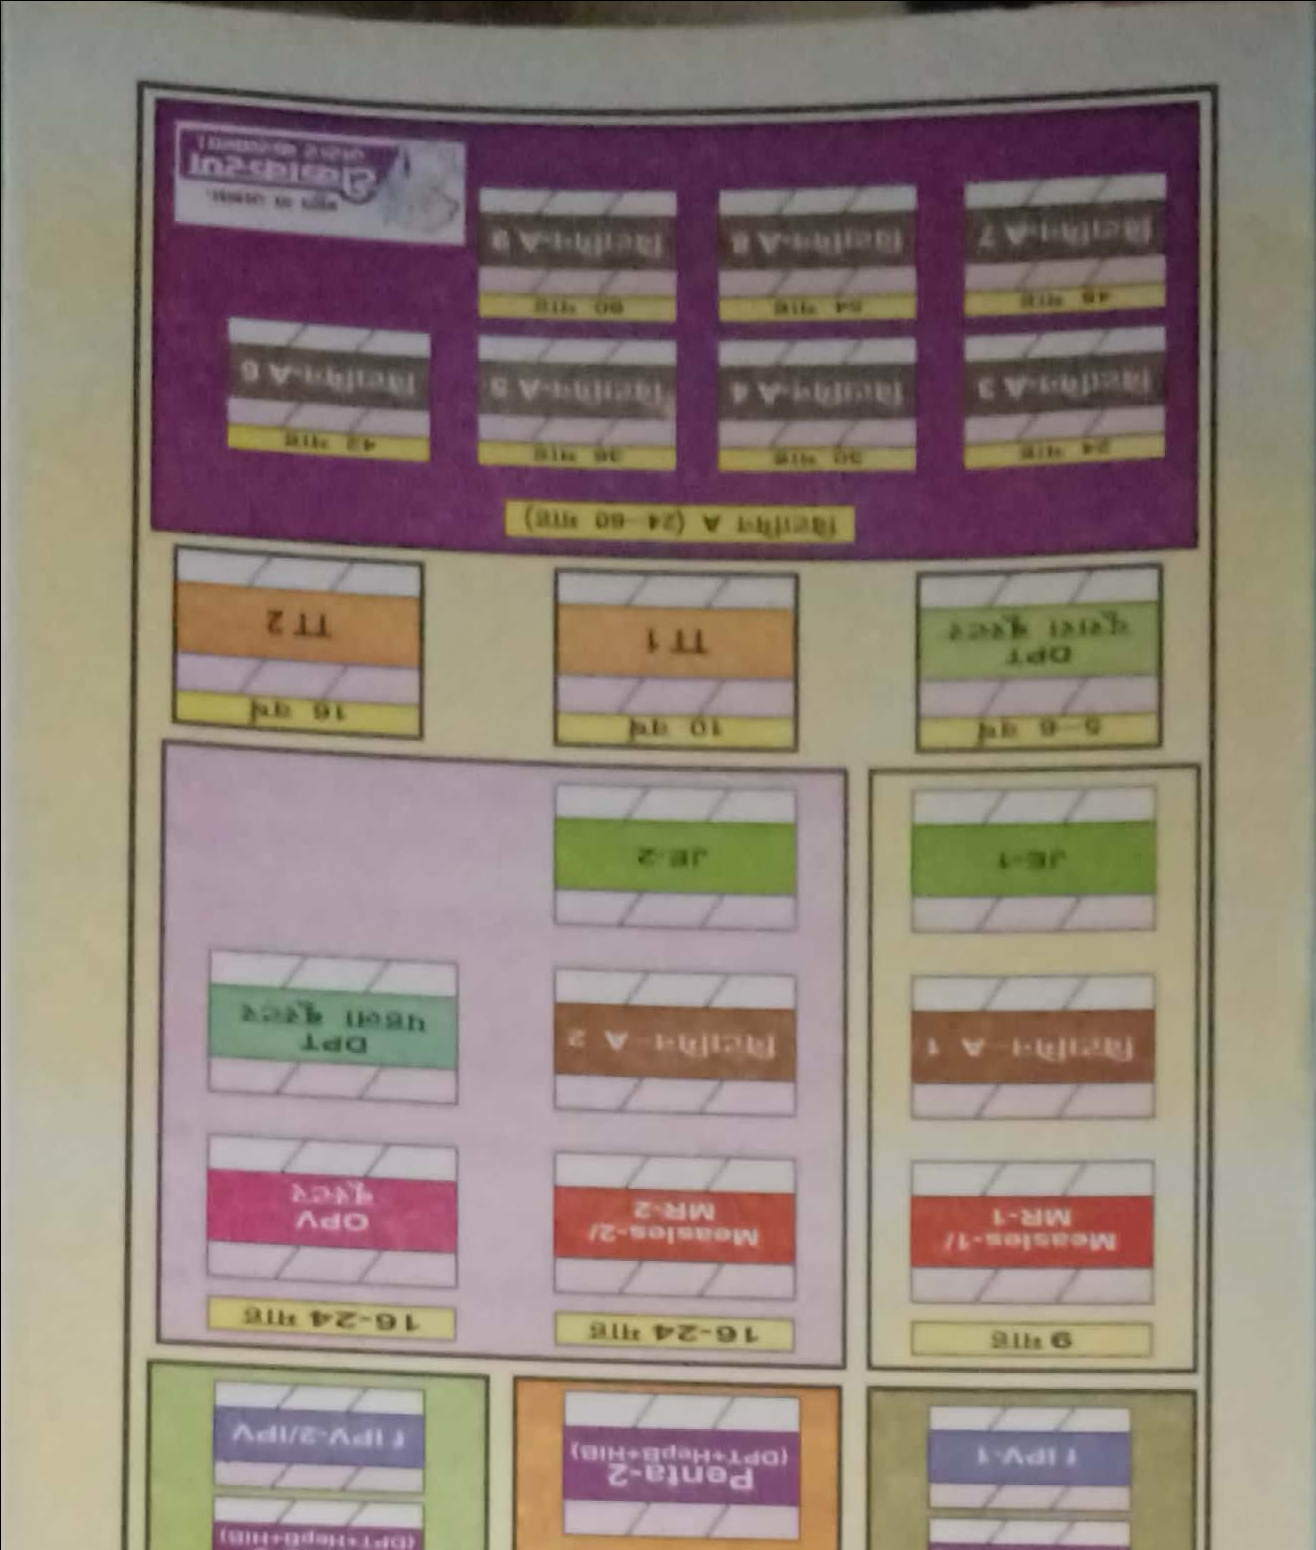 (DPT+HepB+HIB)
f IPV-1
Penta-2
(DPT+HepB+HIB)
f IPV-2/IPV
9 माह
16-24 माह
16-24 माह
Measles-1/
MR-1
Measles-2/
MR-2
OPV
बूस्टर
विटामिन- A 1
विटामिन- A 2
DPT
पहला बूस्टर
JE-1
JE-2
5-6 वर्ष
10 वर्ष
16 वर्ष
DPT
दूसरा बूस्टर
TT 1
TT 2
विटामिन A (24-60 माह)
24 माह
30 माह
36 माह
42 माह
विटामिन-A 3
विटामिन-A 4
विटामिन-A 5
विटामिन-A 6
48 माह
54 माह
60 माह
विटामिन-A 7
विटामिन-A 8
विटामिन-A 9